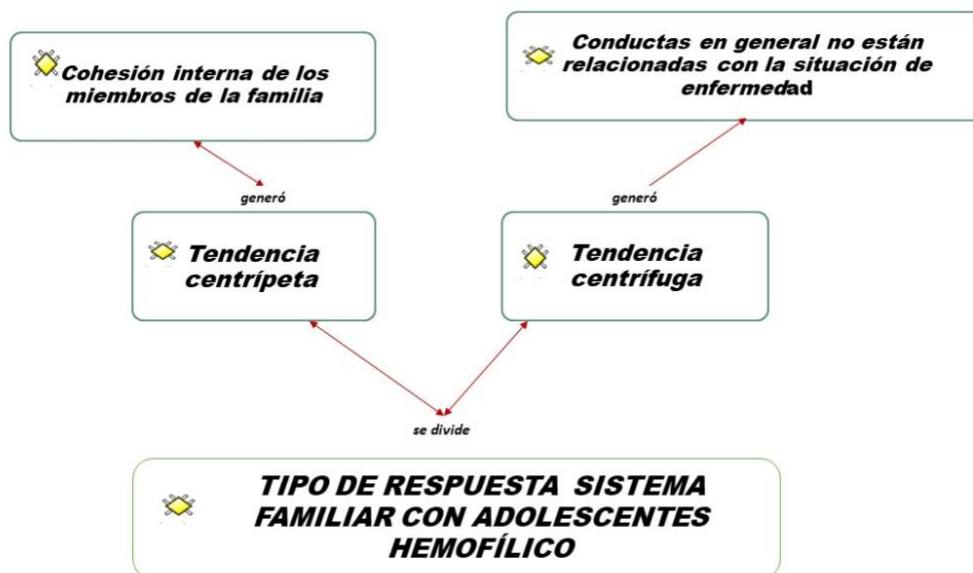 Cohesión interna de los
miembros de la familia
Conductas en general no están
relacionadas con la situación de
enfermedad
generó
generó
Tendencia
centrípeta
Tendencia
centrífuga
se divide
TIPO DE RESPUESTA SISTEMA
FAMILIAR CON ADOLESCENTES
HEMOFÍLICO